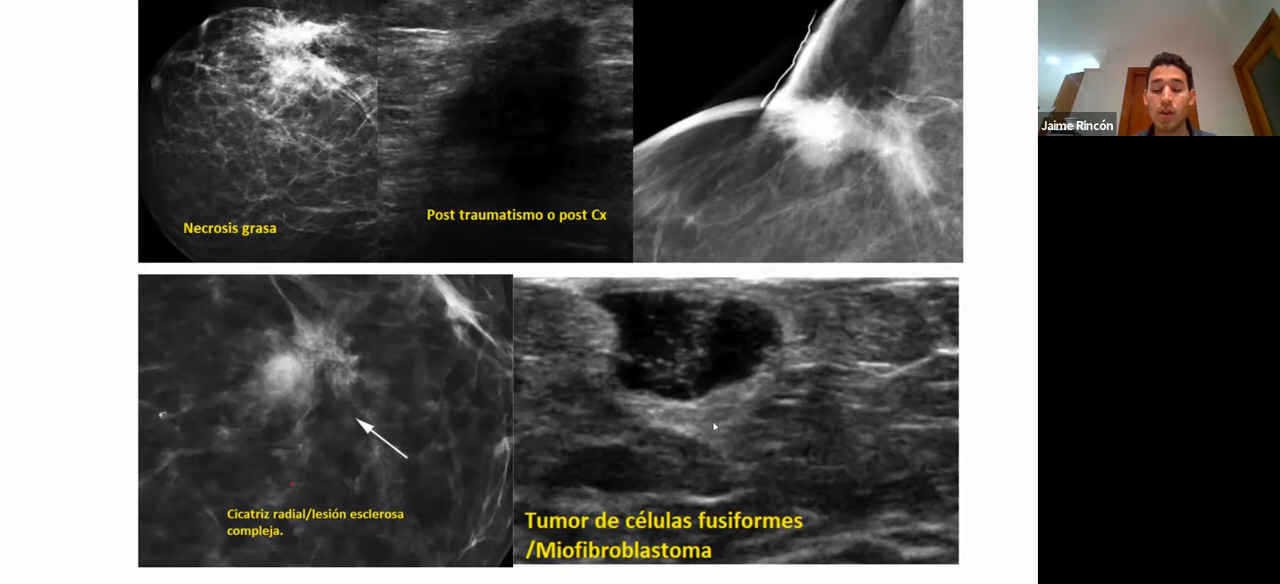 Necrosis grasa
Post traumatismo o post Cx
Jaime Rincón
Cicatriz radial/lesión esclerosa
compleja.
Tumor de células fusiformes
/Miofibroblastoma